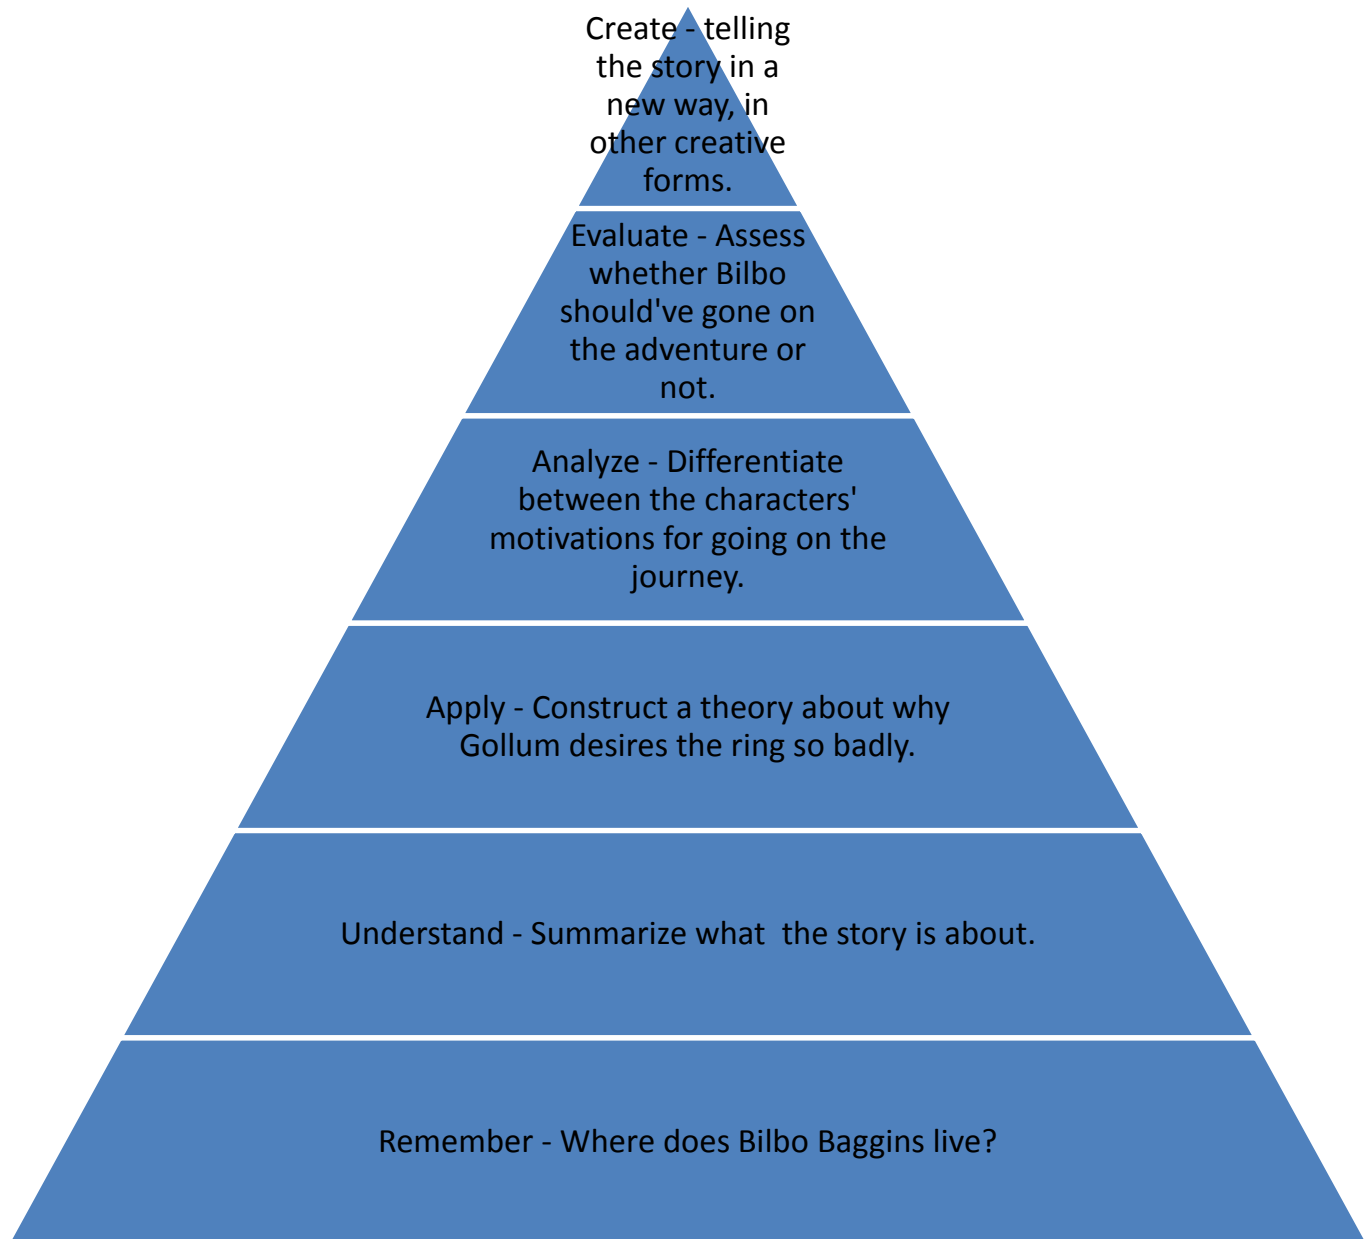 Create - telling
the story in a
new way, in
other creative
forms.
Evaluate - Assess
whether Bilbo
should've gone on
the adventure or
not.
Analyze - Differentiate
between the characters'
motivations for going on the
journey.
Apply - Construct a theory about why
Gollum desires the ring so badly.
Understand - Summarize what  the story is about.
Remember - Where does Bilbo Baggins live?